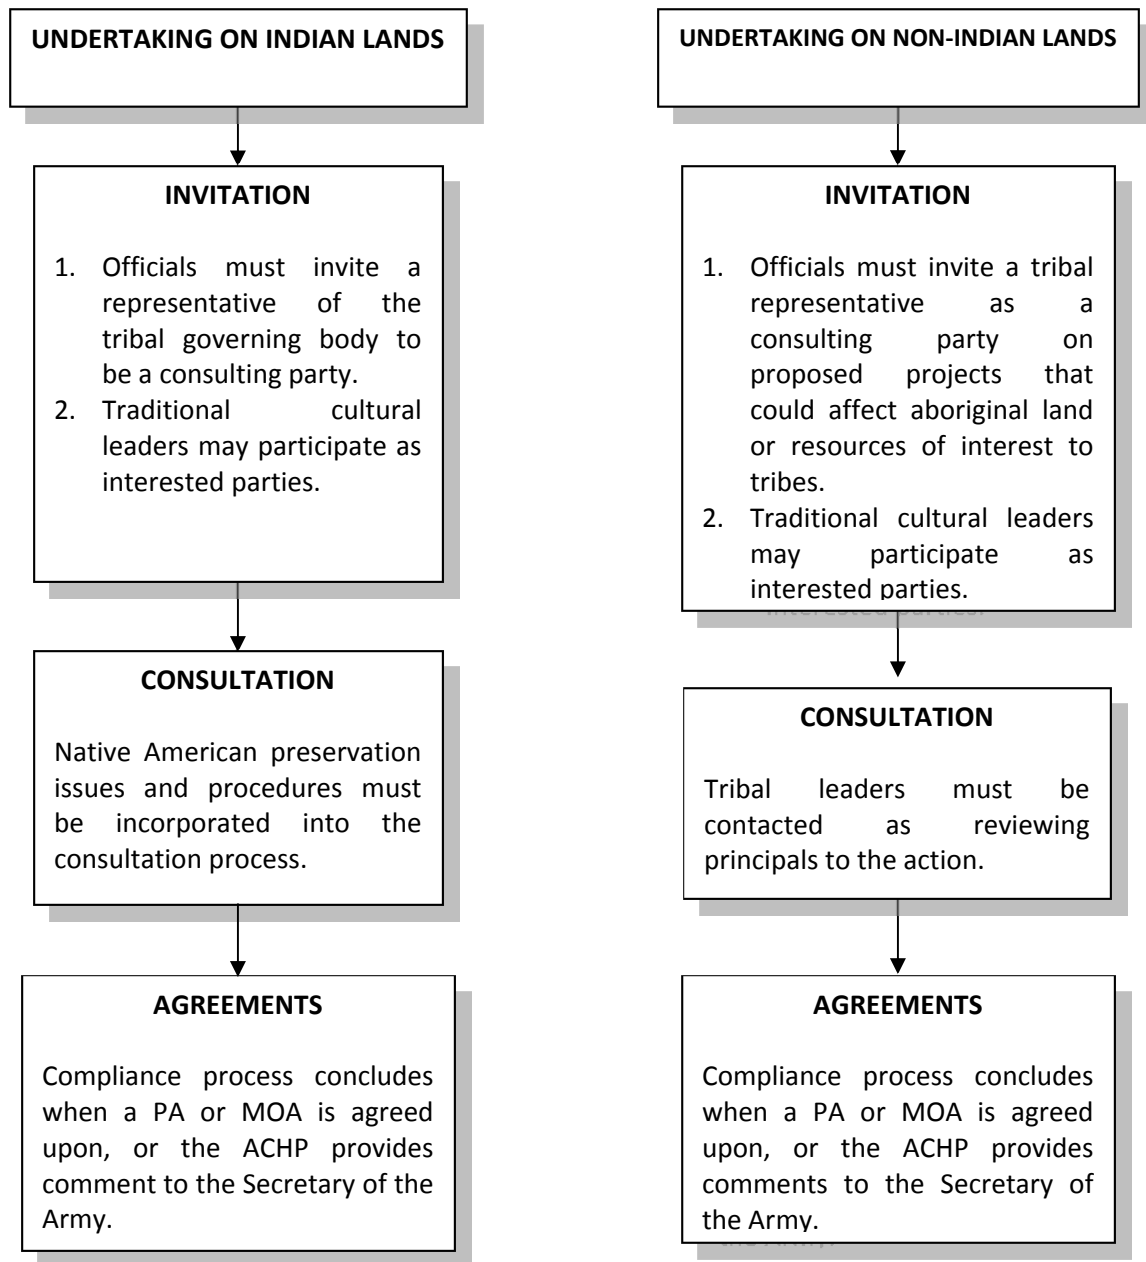 UNDERTAKING ON INDIAN LANDS
INVITATION
1. Officials must invite a
representative of the
tribal governing body to
be a consulting party.
2. Traditional cultural
leaders may participate as
interested parties.
CONSULTATION
Native American preservation
issues and procedures must
be incorporated into the
consultation process.
AGREEMENTS
Compliance process concludes
when a PA or MOA is agreed
upon, or the ACHP provides
comment to the Secretary of the
Army.
UNDERTAKING ON NON-INDIAN LANDS
INVITATION
1. Officials must invite a tribal
representative as a
consulting party on
proposed projects that
could affect aboriginal land
or resources of interest to
tribes.
2. Traditional cultural leaders
may participate as
interested parties.
CONSULTATION
Tribal leaders must be
contacted as reviewing
principals to the action.
AGREEMENTS
Compliance process concludes
when a PA or MOA is agreed
upon, or the ACHP provides
comments to the Secretary of
the Army.